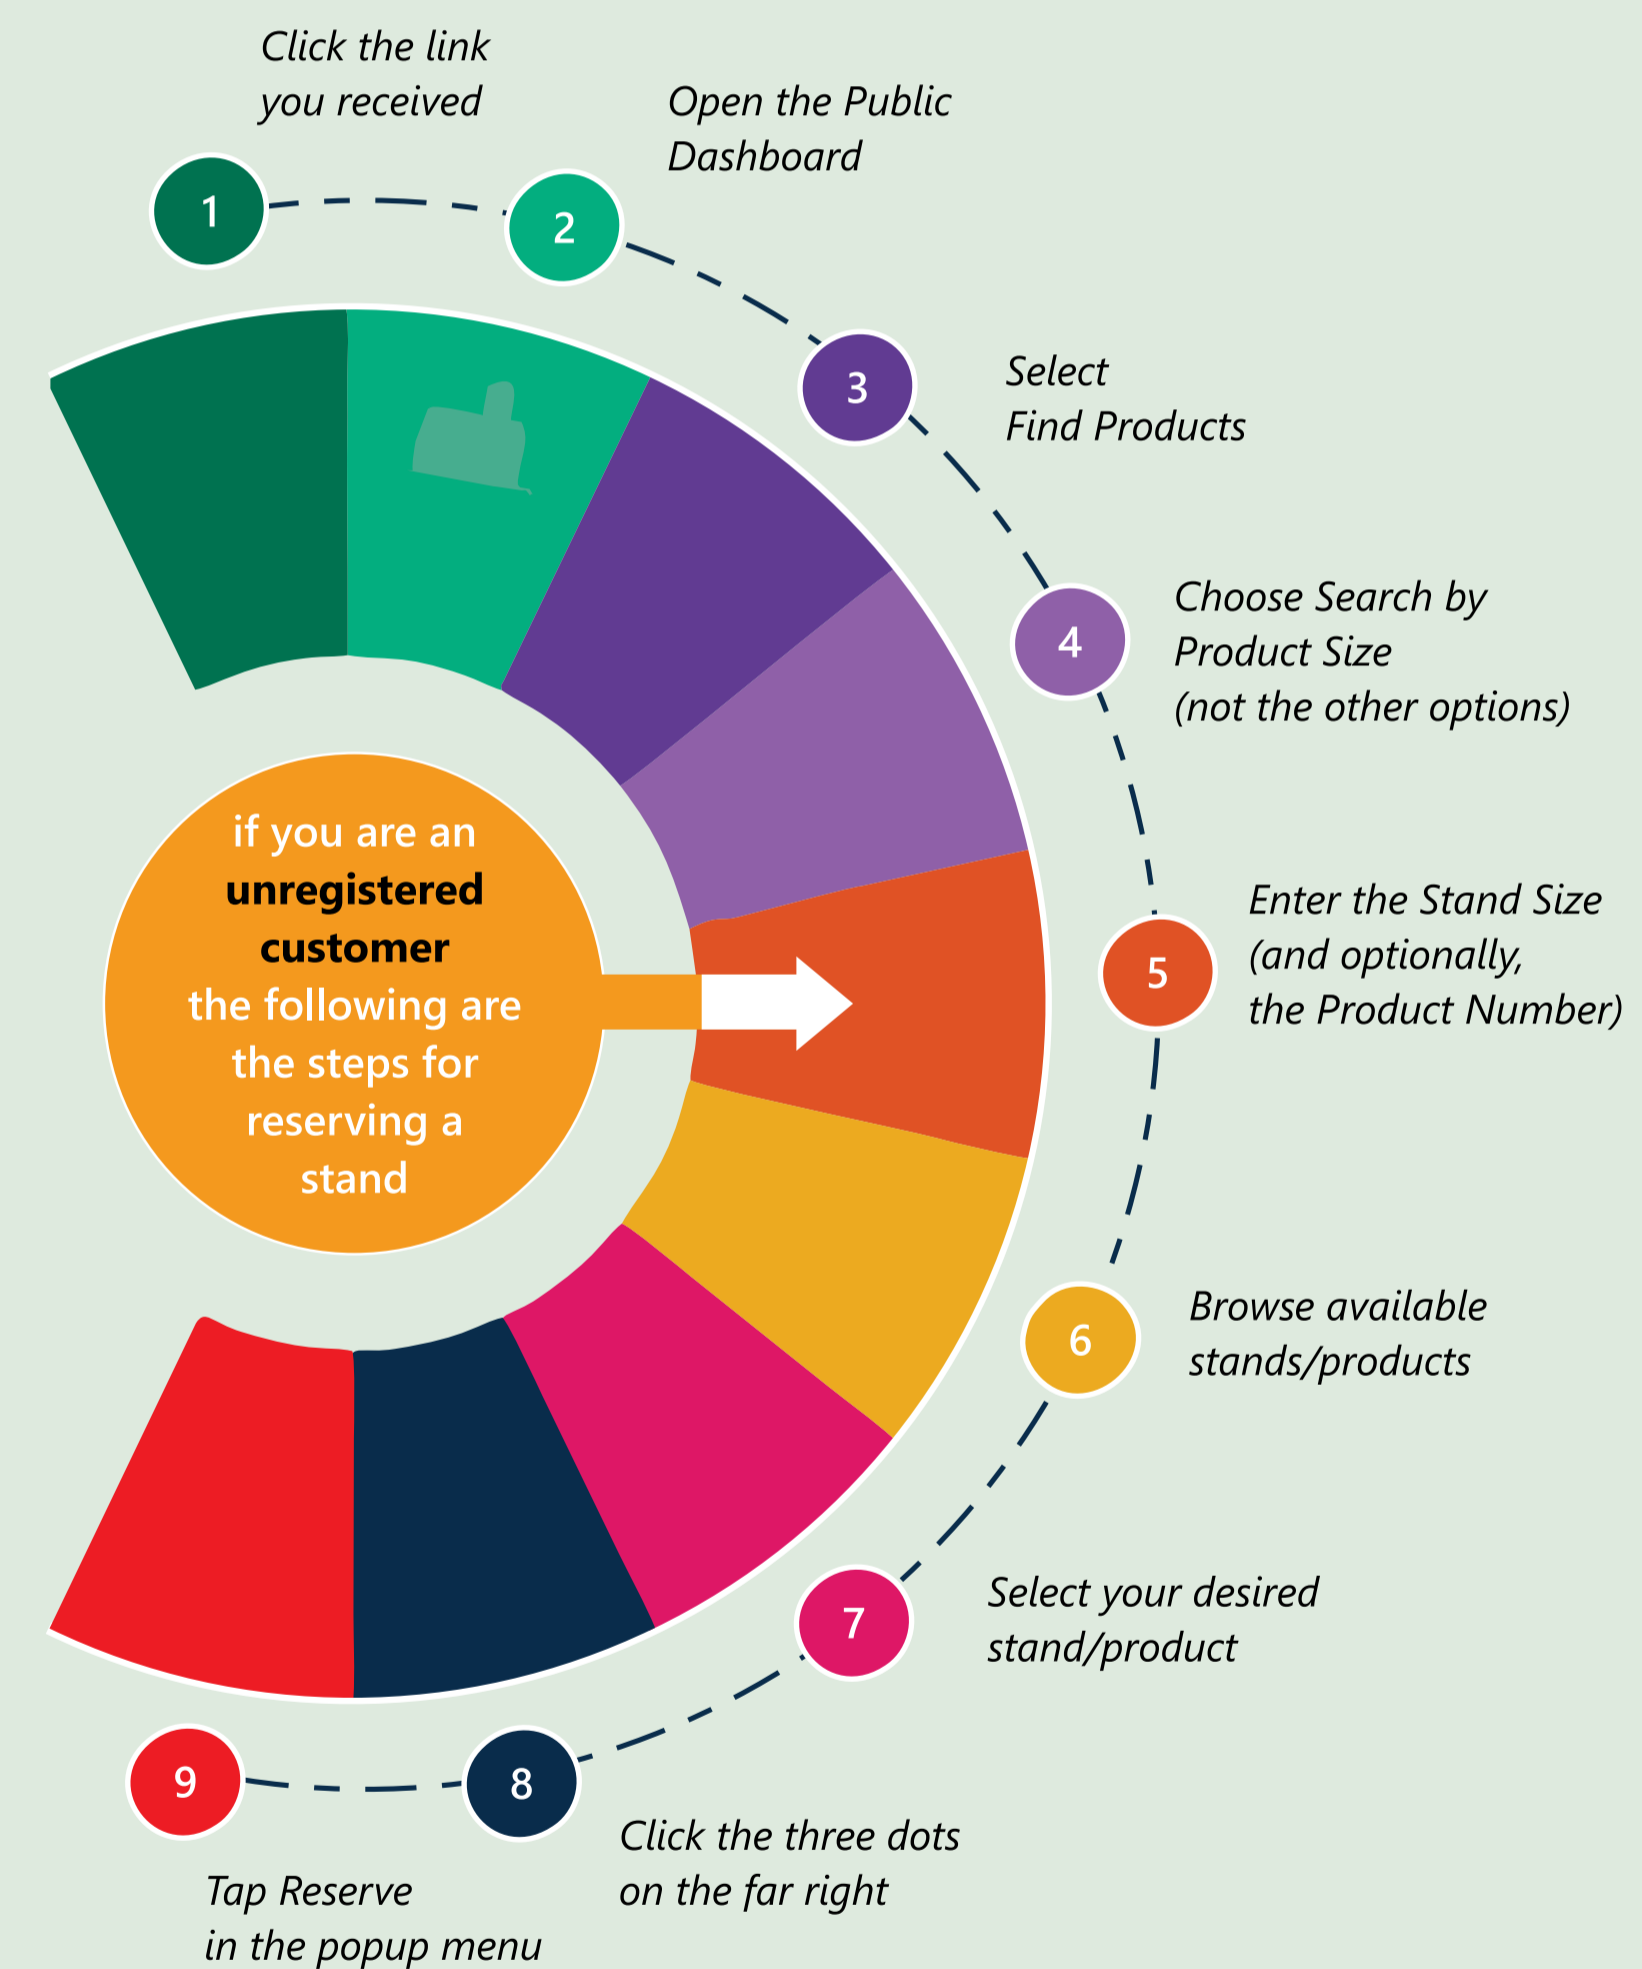 Click the link
you received
1
Open the Public
Dashboard
2
3
Select
Find Products
4
Choose Search by
Product Size
(not the other options)
if you are an
unregistered
customer
the following are
the steps for
reserving a
stand
5
Enter the Stand Size
(and optionally,
the Product Number)
6
Browse available
stands/products
7
Select your desired
stand/product
8
Click the three dots
on the far right
9
Tap Reserve
in the popup menu